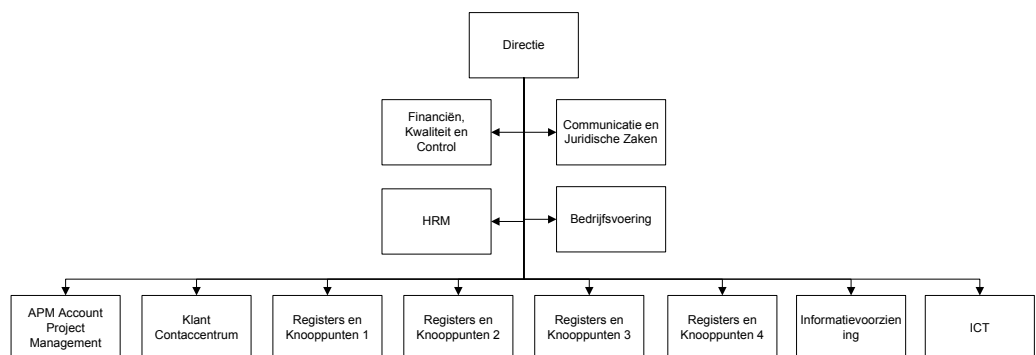 Directie
Financiën,
Kwaliteit en
Control
Communicatie en
Juridische Zaken
HRM
Bedrijfsvoering
APM Account
Project
Management
Klant
Contaccentrum
Registers en
Knooppunten 1
Registers en
Knooppunten 2
Registers en
Knooppunten 3
Registers en
Knooppunten 4
Informatievoorzien
ing
ICT